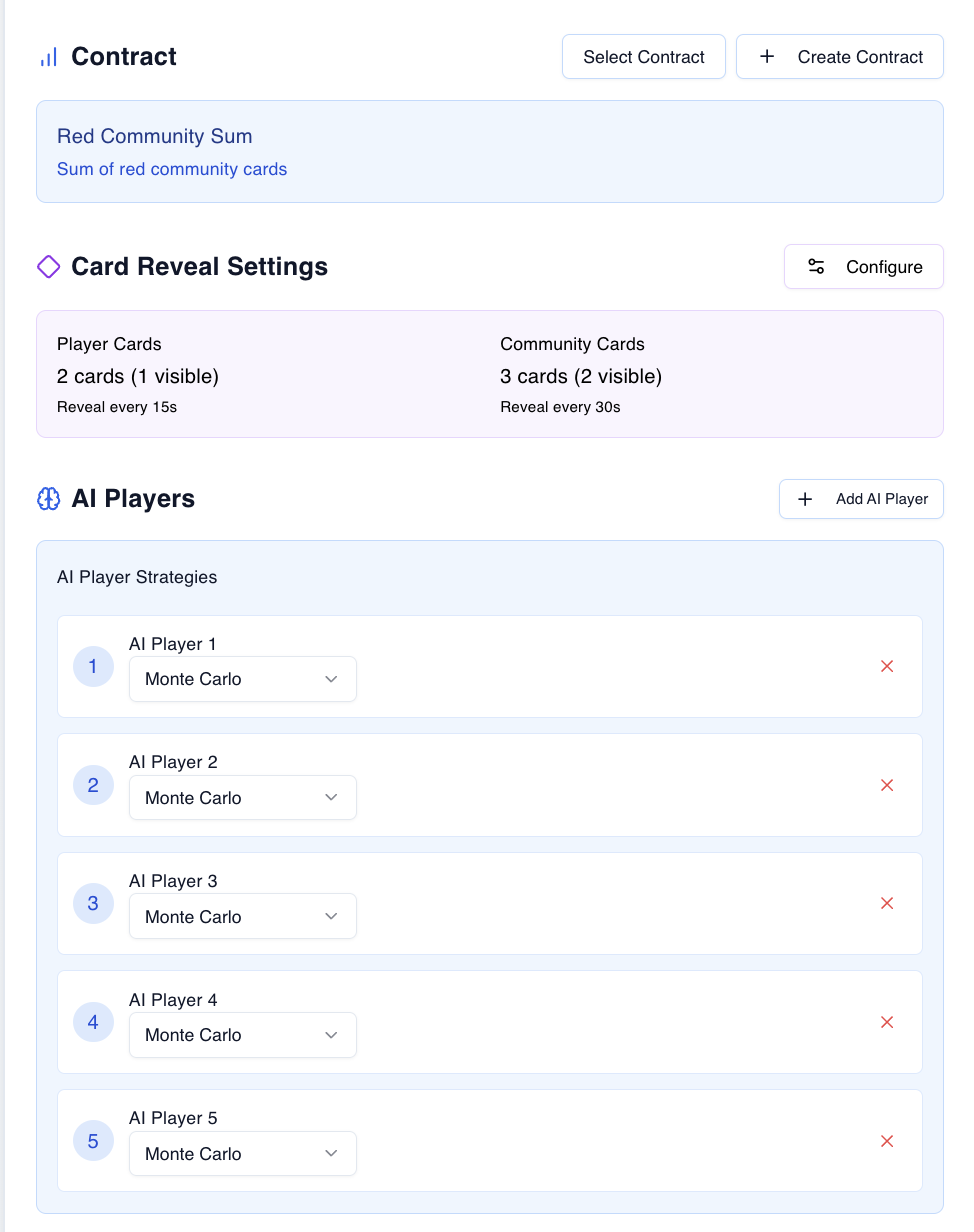 Contract
Select Contract
Create Contract
Red Community Sum
Sum of red community cards
Card Reveal Settings
Configure
Player Cards
2 cards (1 visible)
Reveal every 15s
Community Cards
3 cards (2 visible)
Reveal every 30s
AI Players
Add AI Player
AI Player Strategies
1
AI Player 1
Monte Carlo
2
AI Player 2
Monte Carlo
3
AI Player 3
Monte Carlo
4
AI Player 4
Monte Carlo
5
AI Player 5
Monte Carlo